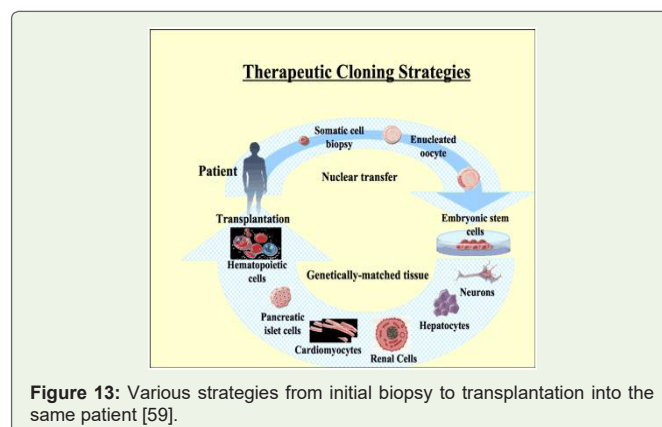 Therapeutic Cloning Strategies
Somatic cell
biopsy
Enucleated
oocyte
Patient
Nuclear transfer
Transplantation
Embryonic stem
cells
Hematopoietic
cells
Genetically-matched tissue
Neurons
Pancreatic
islet cells
Hepatocytes
Cardiomyocytes
Renal Cells
Figure 13: Various strategies from initial biopsy to transplantation into the
same patient [59].